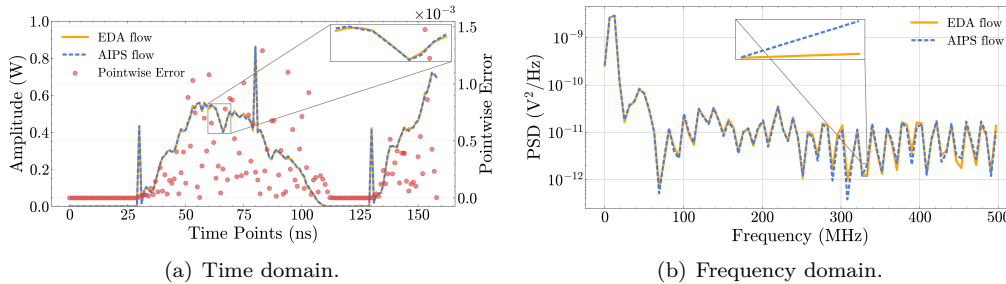 ×10⁻³
EDA flow
AIPS flow
Pointwise Error
Amplitude (W)
1.0
0.8
0.6
0.4
0.2
0.0
1.5
1.0
0.5
0.0
Pointwise Error
0 25 50 75 100 125 150
Time Points (ns)
(a) Time domain.
EDA flow
AIPS flow
PSD (V²/Hz)
10⁻⁹
10⁻¹⁰
10⁻¹¹
10⁻¹²
0 100 200 300 400 500
Frequency (MHz)
(b) Frequency domain.